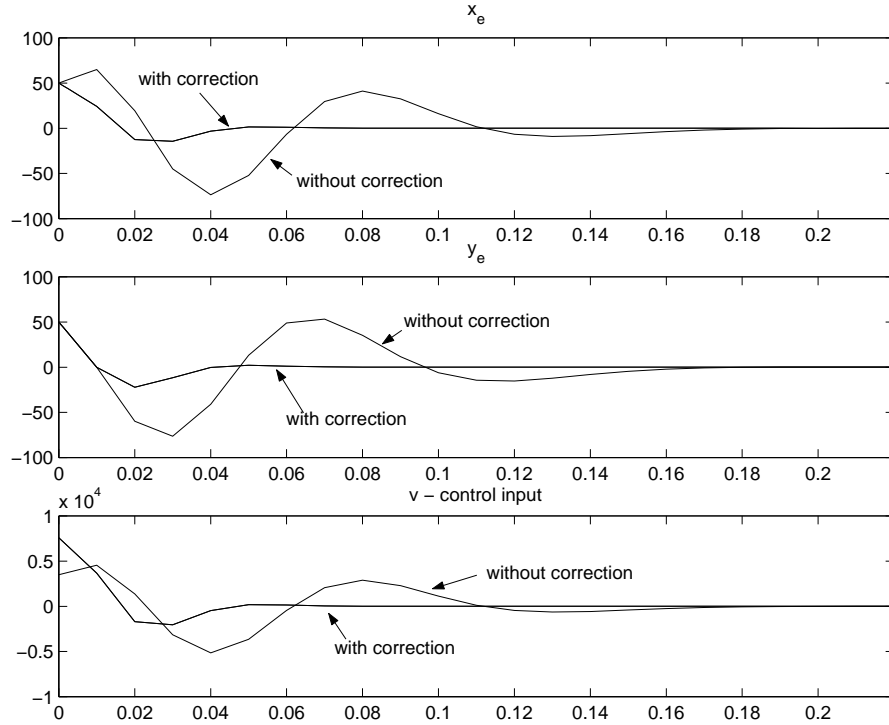 x_e
100
50
0
−50
−100
with correction
without correction
0 0.02 0.04 0.06 0.08 0.1 0.12 0.14 0.16 0.18 0.2
y_e
100
50
0
−50
−100
without correction
with correction
0 0.02 0.04 0.06 0.08 0.1 0.12 0.14 0.16 0.18 0.2
x 10^4
v − control input
1
0.5
0
−0.5
−1
without correction
with correction
0 0.02 0.04 0.06 0.08 0.1 0.12 0.14 0.16 0.18 0.2